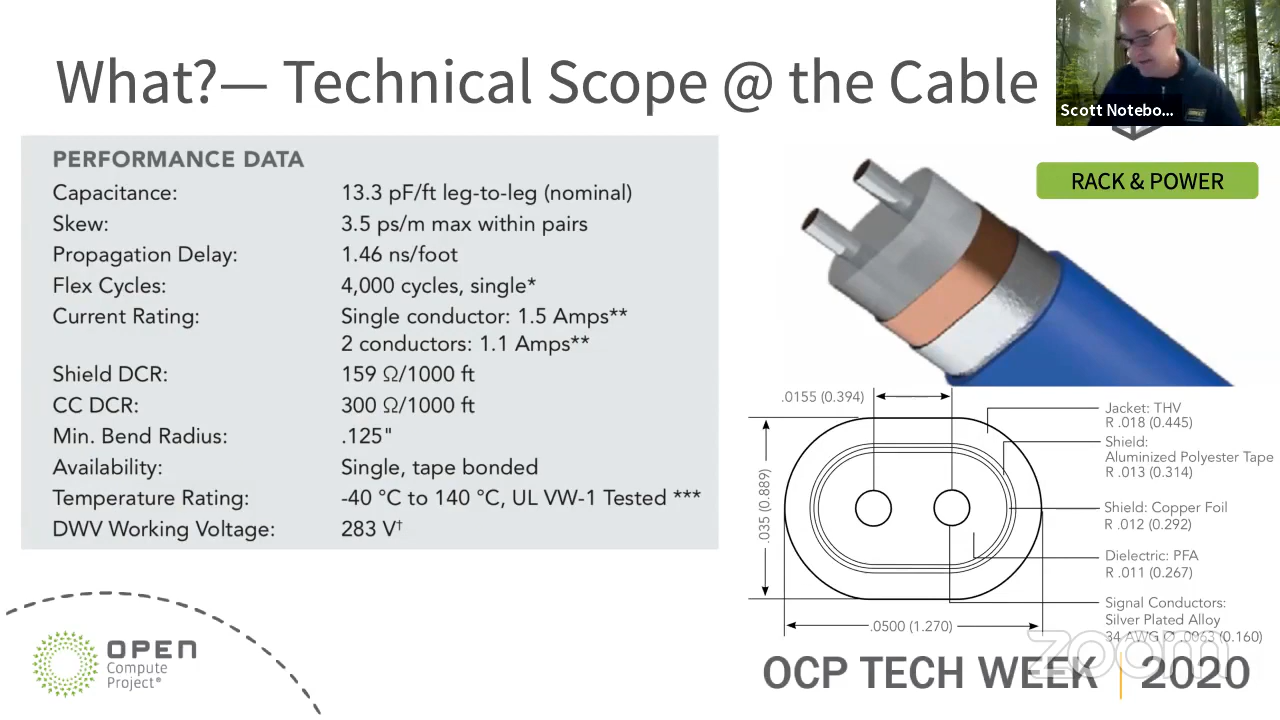 What?— Technical Scope @ the Cable
Scott Notebo...
RACK & POWER
PERFORMANCE DATA
Capacitance: 13.3 pF/ft leg-to-leg (nominal)
Skew: 3.5 ps/m max within pairs
Propagation Delay: 1.46 ns/foot
Flex Cycles: 4,000 cycles, single*
Current Rating: Single conductor: 1.5 Amps**
2 conductors: 1.1 Amps**
Shield DCR: 159 Ω/1000 ft
CC DCR: 300 Ω/1000 ft
Min. Bend Radius: .125"
Availability: Single, tape bonded
Temperature Rating: -40 °C to 140 °C, UL VW-1 Tested ***
DWV Working Voltage: 283 V†
.0155 (0.394)
.035 (0.889)
.0500 (1.270)
Jacket: THV
R .018 (0.445)
Shield:
Aluminized Polyester Tape
R .013 (0.314)
Shield: Copper Foil
R .012 (0.292)
Dielectric: PFA
R .011 (0.267)
Signal Conductors:
Silver Plated Alloy
34 AWG Ø .0063 (0.160)
zoom
OPEN
Compute
Project®
OCP TECH WEEK | 2020